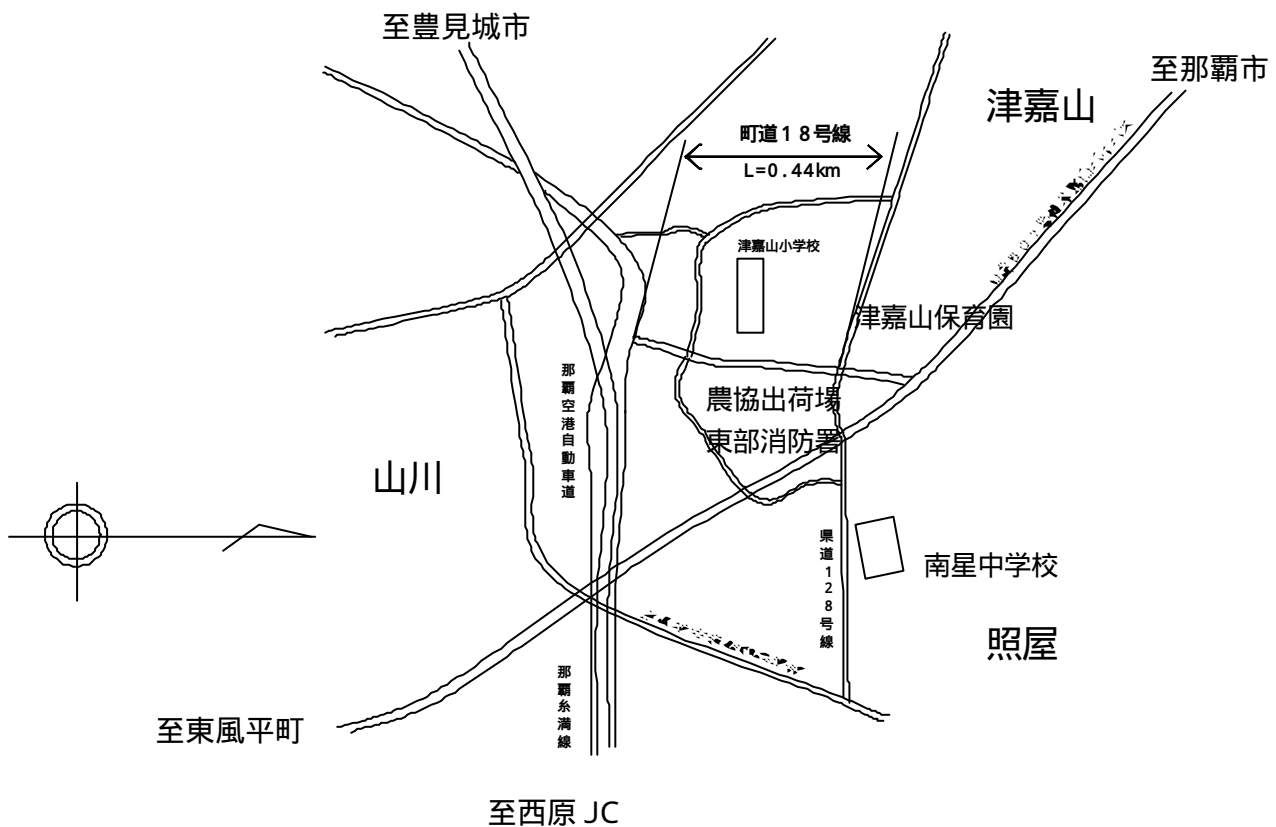 至豊見城市
至那覇市
津嘉山
町道18号線
L=0.44km
津嘉山小学校
津嘉山保育園
那覇空港自動車道
農協出荷場
東部消防署
山川
県道128号線
南星中学校
照屋
那覇糸満線
至東風平町
至西原 JC